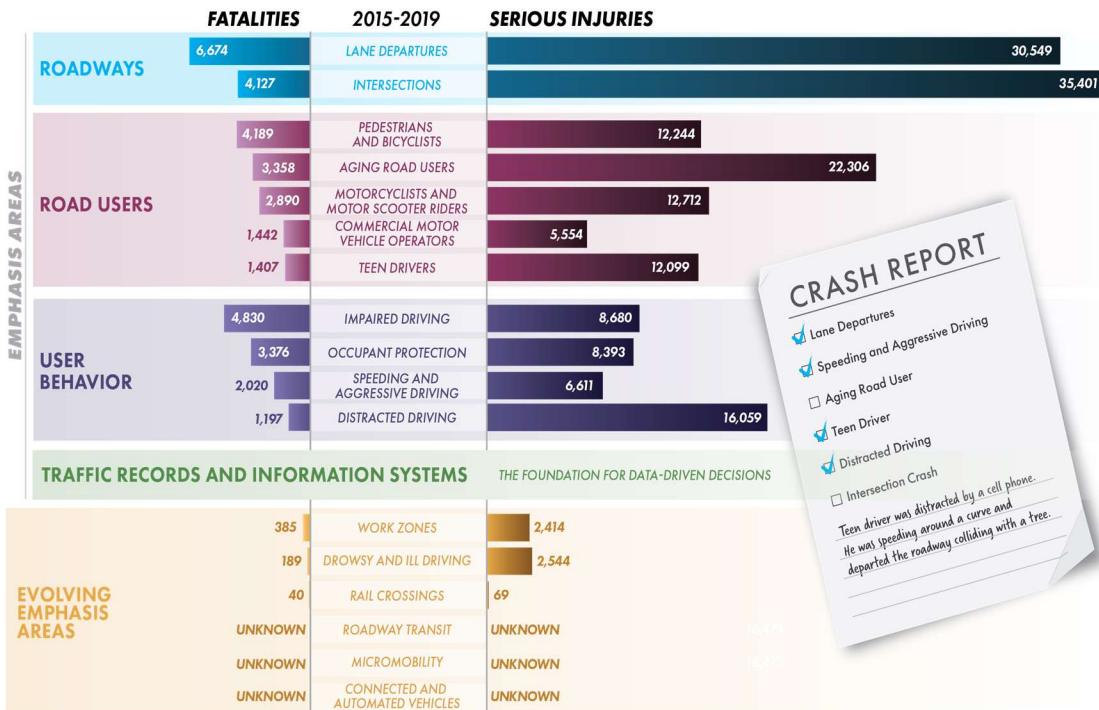 FATALITIES 2015-2019 SERIOUS INJURIES
EMPHASIS AREAS
ROADWAYS
6,674 LANE DEPARTURES 30,549
4,127 INTERSECTIONS 35,401
ROAD USERS
4,189 PEDESTRIANS
AND BICYCLISTS 12,244
3,358 AGING ROAD USERS 22,306
2,890 MOTORCYCLISTS AND
MOTOR SCOOTER RIDERS 12,712
1,442 COMMERCIAL MOTOR
VEHICLE OPERATORS 5,554
1,407 TEEN DRIVERS 12,099
USER
BEHAVIOR
4,830 IMPAIRED DRIVING 8,680
3,376 OCCUPANT PROTECTION 8,393
2,020 SPEEDING AND
AGGRESSIVE DRIVING 6,611
1,197 DISTRACTED DRIVING 16,059
TRAFFIC RECORDS AND INFORMATION SYSTEMS THE FOUNDATION FOR DATA-DRIVEN DECISIONS
EVOLVING
EMPHASIS
AREAS
385 WORK ZONES 2,414
189 DROWSY AND ILL DRIVING 2,544
40 RAIL CROSSINGS 69
UNKNOWN ROADWAY TRANSIT UNKNOWN
UNKNOWN MICROMOBILITY UNKNOWN
UNKNOWN CONNECTED AND
AUTOMATED VEHICLES UNKNOWN
CRASH REPORT
Lane Departures
Speeding and Aggressive Driving
Aging Road User
Teen Driver
Distracted Driving
Intersection Crash
Teen driver was distracted by a cell phone.
He was speeding around a curve and
departed the roadway colliding with a tree.